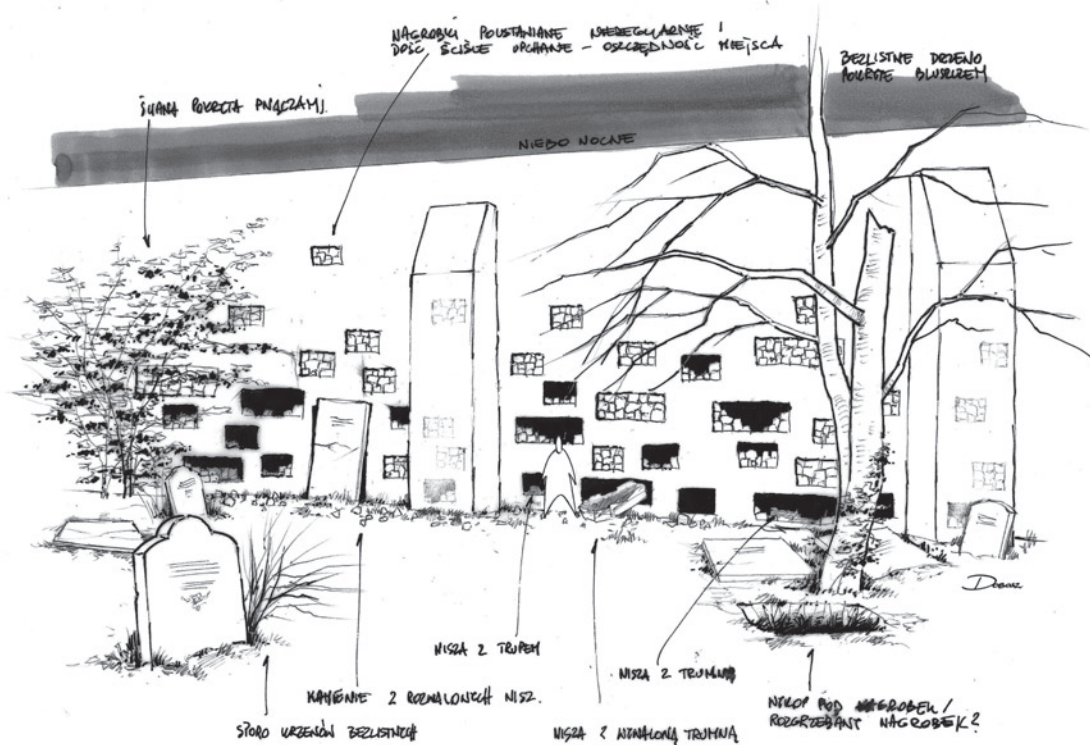 NAGROBKI POUSTANIANE NIEREGULARNIE I
DOŚĆ ŚCIŚLE UPCHANE – OSZCZĘDNOŚĆ MIEJSCA
BEZLISTNE DRZEWO
POKRYTE BLUSZCZEM
ŚCIANA POKRYTA PNĄCZAMI.
NIEBO NOCNE
NISZA Z TRUPEM
NISZA Z TRUMNĄ
KAMIENIE Z ROZWALONYCH NISZ.
WYKOP POD NAGROBEK /
ROZGRZEBANY NAGROBEK?
SPORO KRZEWÓW BEZLISTNYCH
NISZA Z WYWALONĄ TRUMNĄ